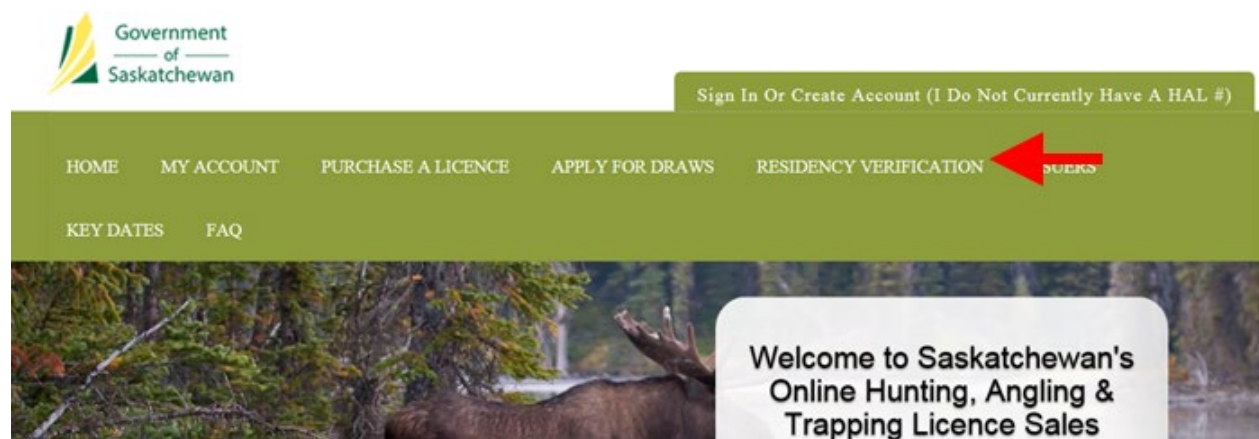 Government
of
Saskatchewan
Sign In Or Create Account (I Do Not Currently Have A HAL #)
HOME MY ACCOUNT PURCHASE A LICENCE APPLY FOR DRAWS RESIDENCY VERIFICATION
KEY DATES FAQ
Welcome to Saskatchewan's
Online Hunting, Angling &
Trapping Licence Sales